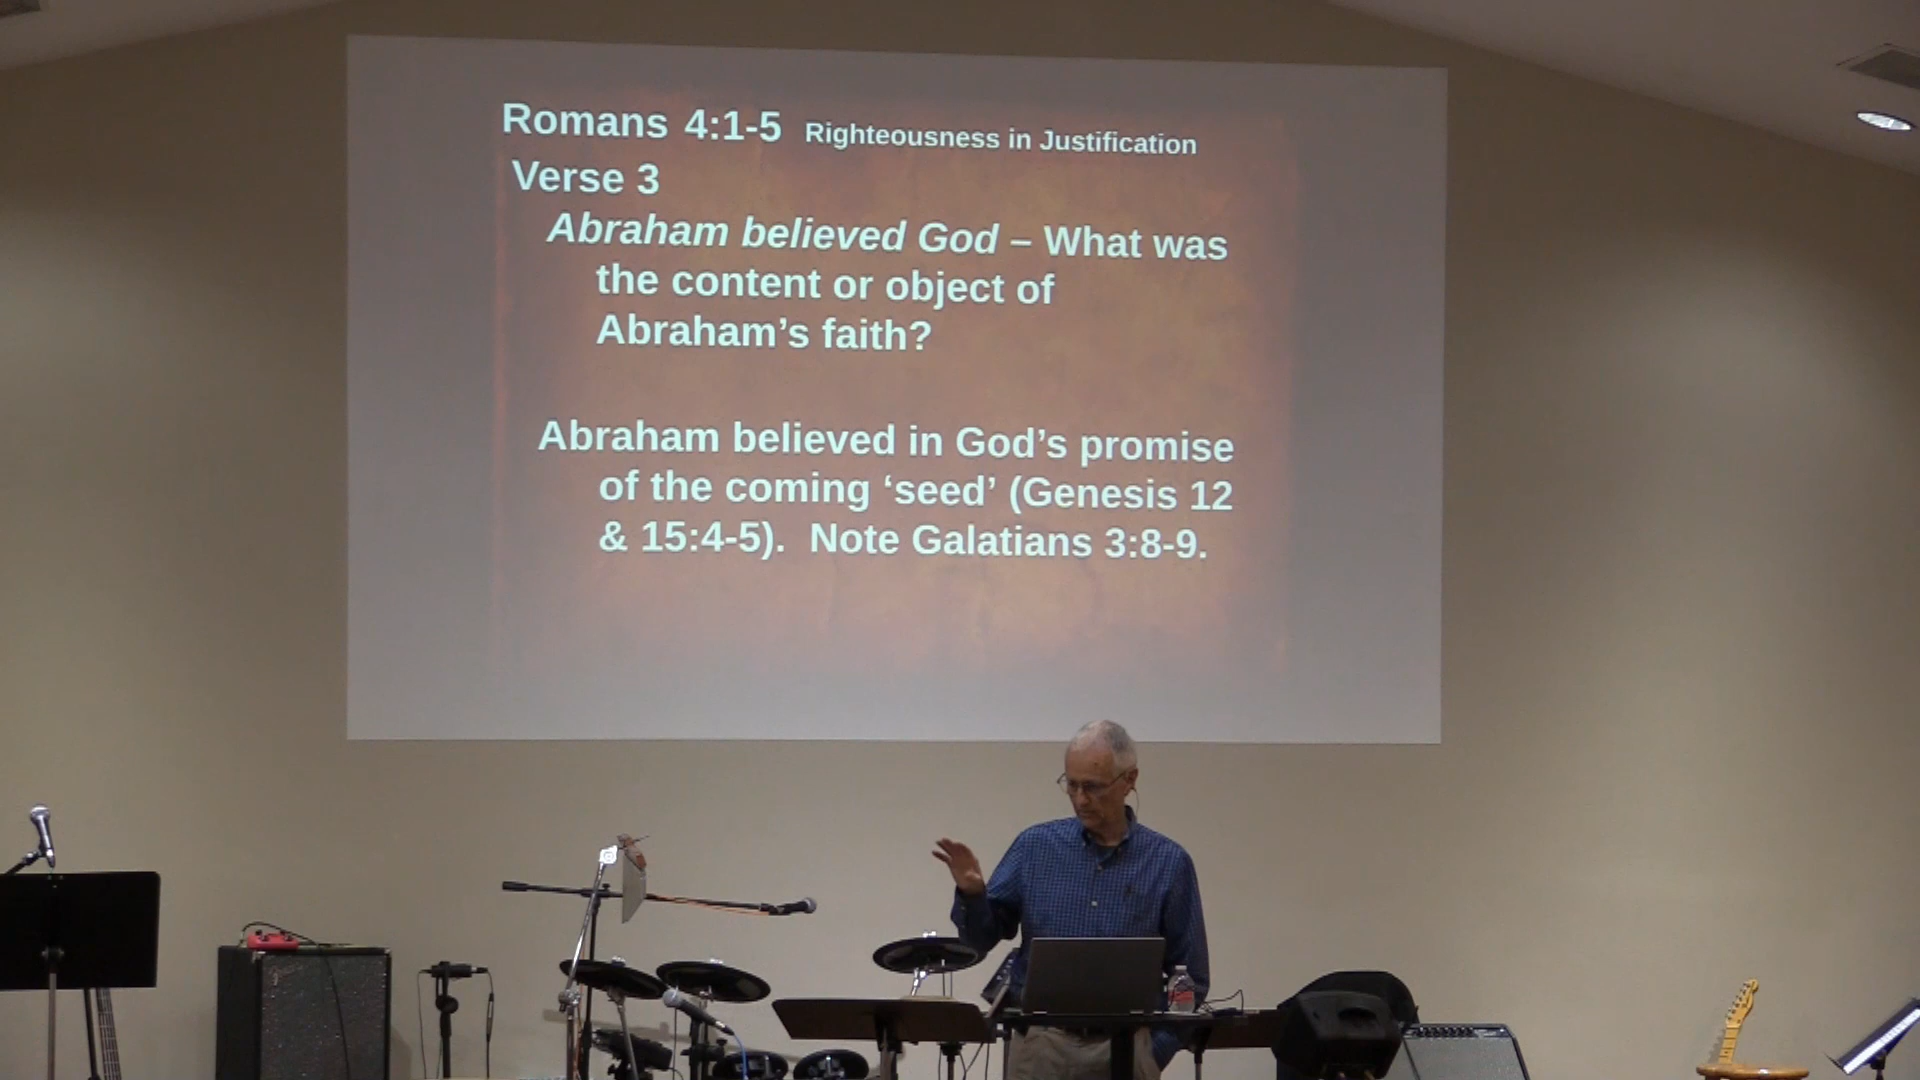 Romans 4:1-5 Righteousness in Justification
Verse 3
Abraham believed God – What was
the content or object of
Abraham’s faith?
Abraham believed in God’s promise
of the coming ‘seed’ (Genesis 12
& 15:4-5). Note Galatians 3:8-9.